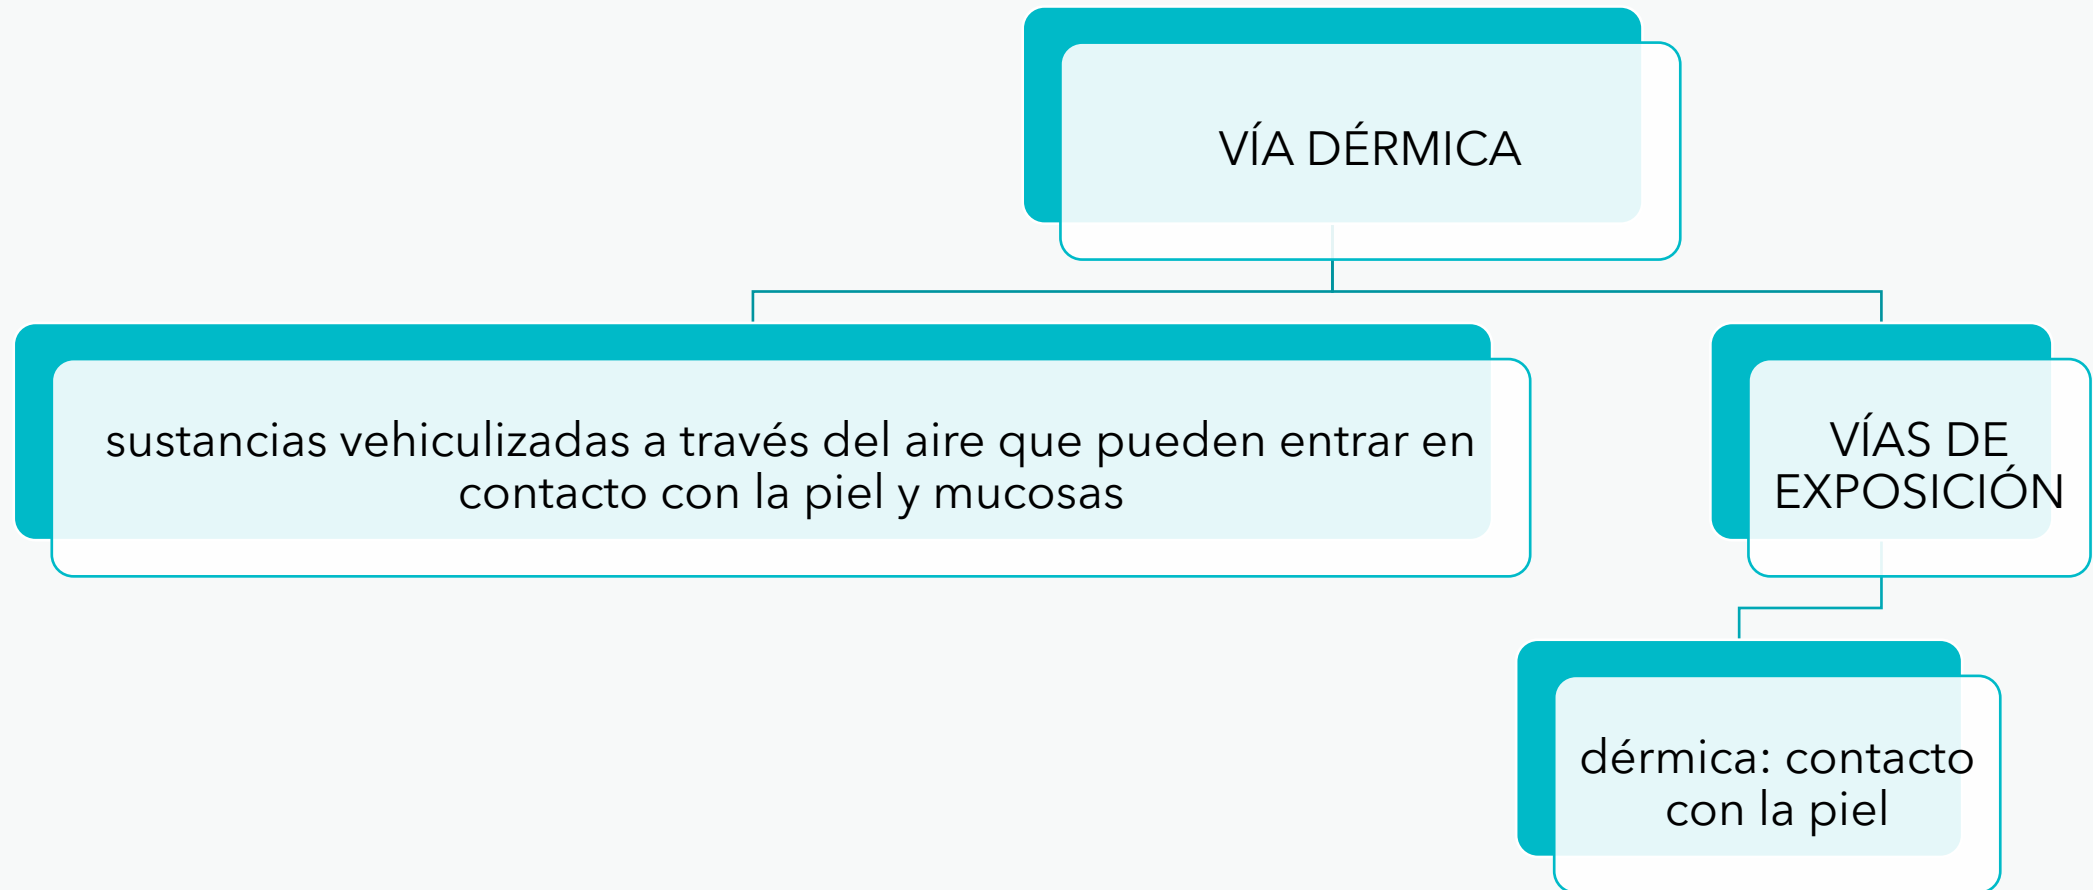 VÍA DÉRMICA
sustancias vehiculizadas a través del aire que pueden entrar en
contacto con la piel y mucosas
VÍAS DE
EXPOSICIÓN
dérmica: contacto
con la piel